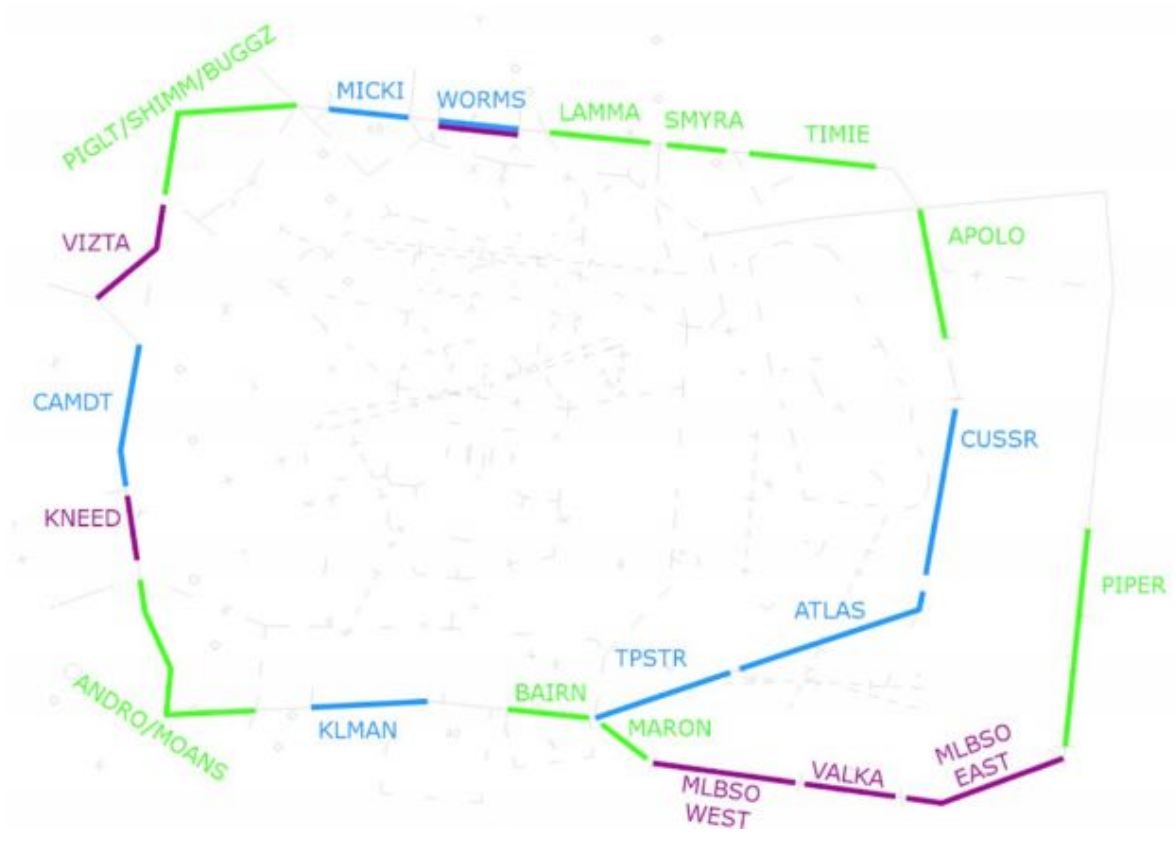 PIGLT/SHIMM/BUGGZ
MICKI
WORMS
LAMMA
SMYRA
TIMIE
VIZTA
APOLO
CAMDT
CUSSR
KNEED
PIPER
ATLAS
TPSTR
ANDRO/MOANS
BAIRN
KLMAN
MARON
MLBSO
WEST
VALKA
MLBSO
EAST